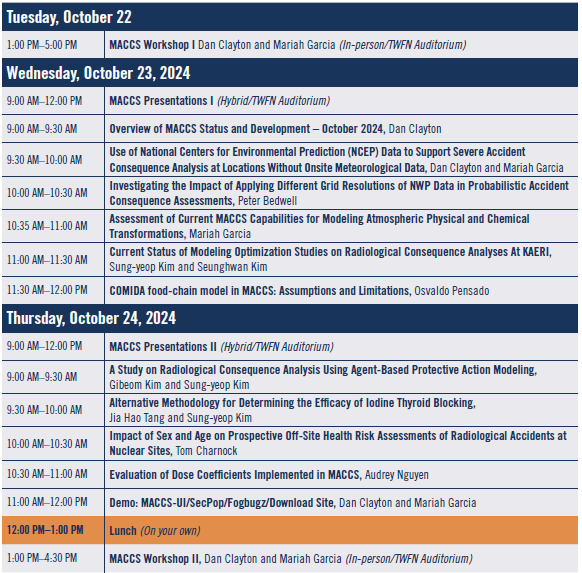 Tuesday, October 22
1:00 PM–5:00 PM MACCS Workshop I Dan Clayton and Mariah Garcia (In-person/TWFN Auditorium)
Wednesday, October 23, 2024
9:00 AM–12:00 PM MACCS Presentations I (Hybrid/TWFN Auditorium)
9:00 AM–9:30 AM Overview of MACCS Status and Development – October 2024, Dan Clayton
9:30 AM–10:00 AM Use of National Centers for Environmental Prediction (NCEP) Data to Support Severe Accident
Consequence Analysis at Locations Without Onsite Meteorological Data, Dan Clayton and Mariah Garcia
10:00 AM–10:30 AM Investigating the Impact of Applying Different Grid Resolutions of NWP Data in Probabilistic Accident
Consequence Assessments, Peter Bedwell
10:35 AM–11:00 AM Assessment of Current MACCS Capabilities for Modeling Atmospheric Physical and Chemical
Transformations, Mariah Garcia
11:00 AM–11:30 AM Current Status of Modeling Optimization Studies on Radiological Consequence Analyses At KAERI,
Sung-yeop Kim and Seunghwan Kim
11:30 AM–12:00 PM COMIDA food-chain model in MACCS: Assumptions and Limitations, Osvaldo Pensado
Thursday, October 24, 2024
9:00 AM–12:00 PM MACCS Presentations II (Hybrid/TWFN Auditorium)
9:00 AM–9:30 AM A Study on Radiological Consequence Analysis Using Agent-Based Protective Action Modeling,
Gibeom Kim and Sung-yeop Kim
9:30 AM–10:00 AM Alternative Methodology for Determining the Efficacy of Iodine Thyroid Blocking,
Jia Hao Tang and Sung-yeop Kim
10:00 AM–10:30 AM Impact of Sex and Age on Prospective Off-Site Health Risk Assessments of Radiological Accidents at
Nuclear Sites, Tom Charnock
10:30 AM–11:00 AM Evaluation of Dose Coefficients Implemented in MACCS, Audrey Nguyen
11:00 AM–12:00 PM Demo: MACCS-UI/SecPop/Fogbugz/Download Site, Dan Clayton and Mariah Garcia
12:00 PM–1:00 PM Lunch (On your own)
1:00 PM–4:30 PM MACCS Workshop II, Dan Clayton and Mariah Garcia (In-person/TWFN Auditorium)